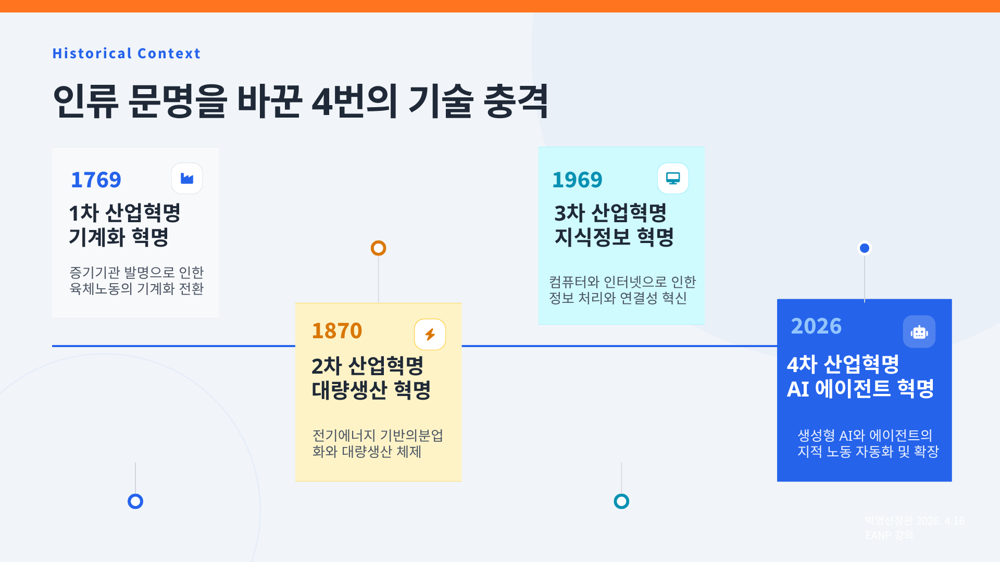 Historical Context
인류 문명을 바꾼 4번의 기술 충격
1769
1차 산업혁명
기계화 혁명
증기기관 발명으로 인한
육체노동의 기계화 전환
1870
2차 산업혁명
대량생산 혁명
전기에너지 기반의분업
화와 대량생산 체제
1969
3차 산업혁명
지식정보 혁명
컴퓨터와 인터넷으로 인한
정보 처리와 연결성 혁신
2026
4차 산업혁명
AI 에이전트 혁명
생성형 AI와 에이전트의
지적 노동 자동화 및 확장
박영선장관 2026. 4.16
EANP 강의